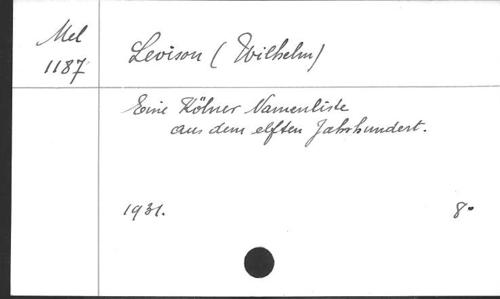 Mel
1187
Levison (Wilhelm)
Eine Kölner Namenliste
aus dem elften Jahrhundert.
1931. 8°